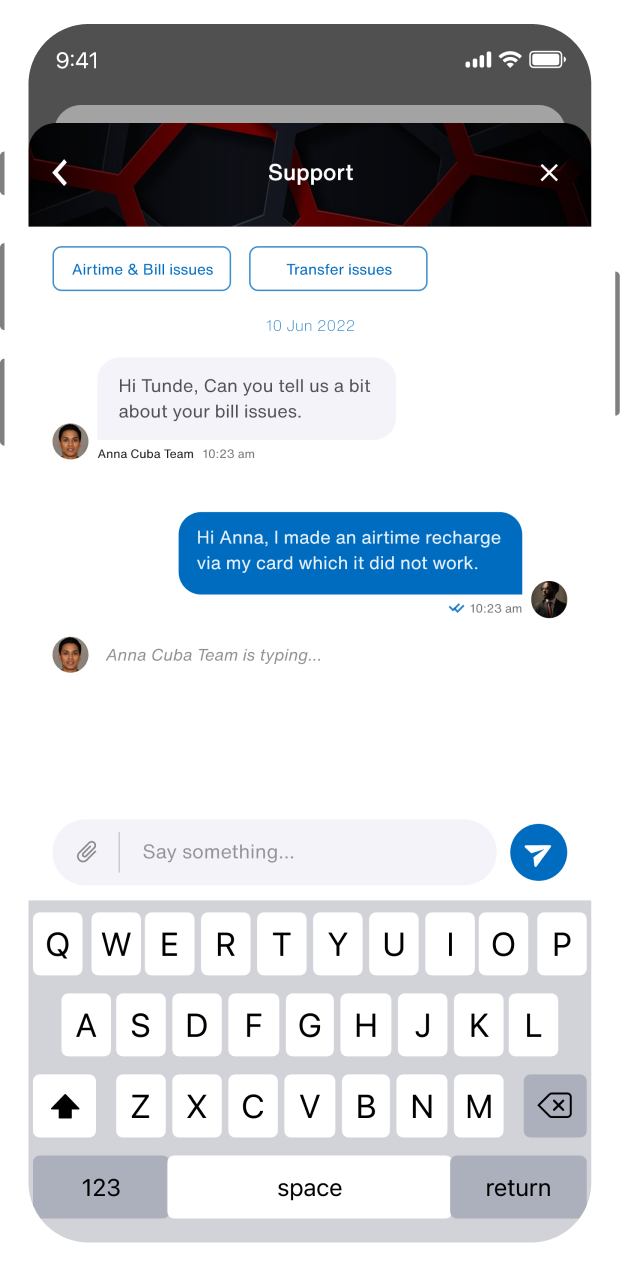 9:41
Support
Airtime & Bill issues
Transfer issues
10 Jun 2022
Hi Tunde, Can you tell us a bit
about your bill issues.
Anna Cuba Team 10:23 am
Hi Anna, I made an airtime recharge
via my card which it did not work.
10:23 am
Anna Cuba Team is typing...
Say something...
Q W E R T Y U I O P
A S D F G H J K L
Z X C V B N M
123 space return